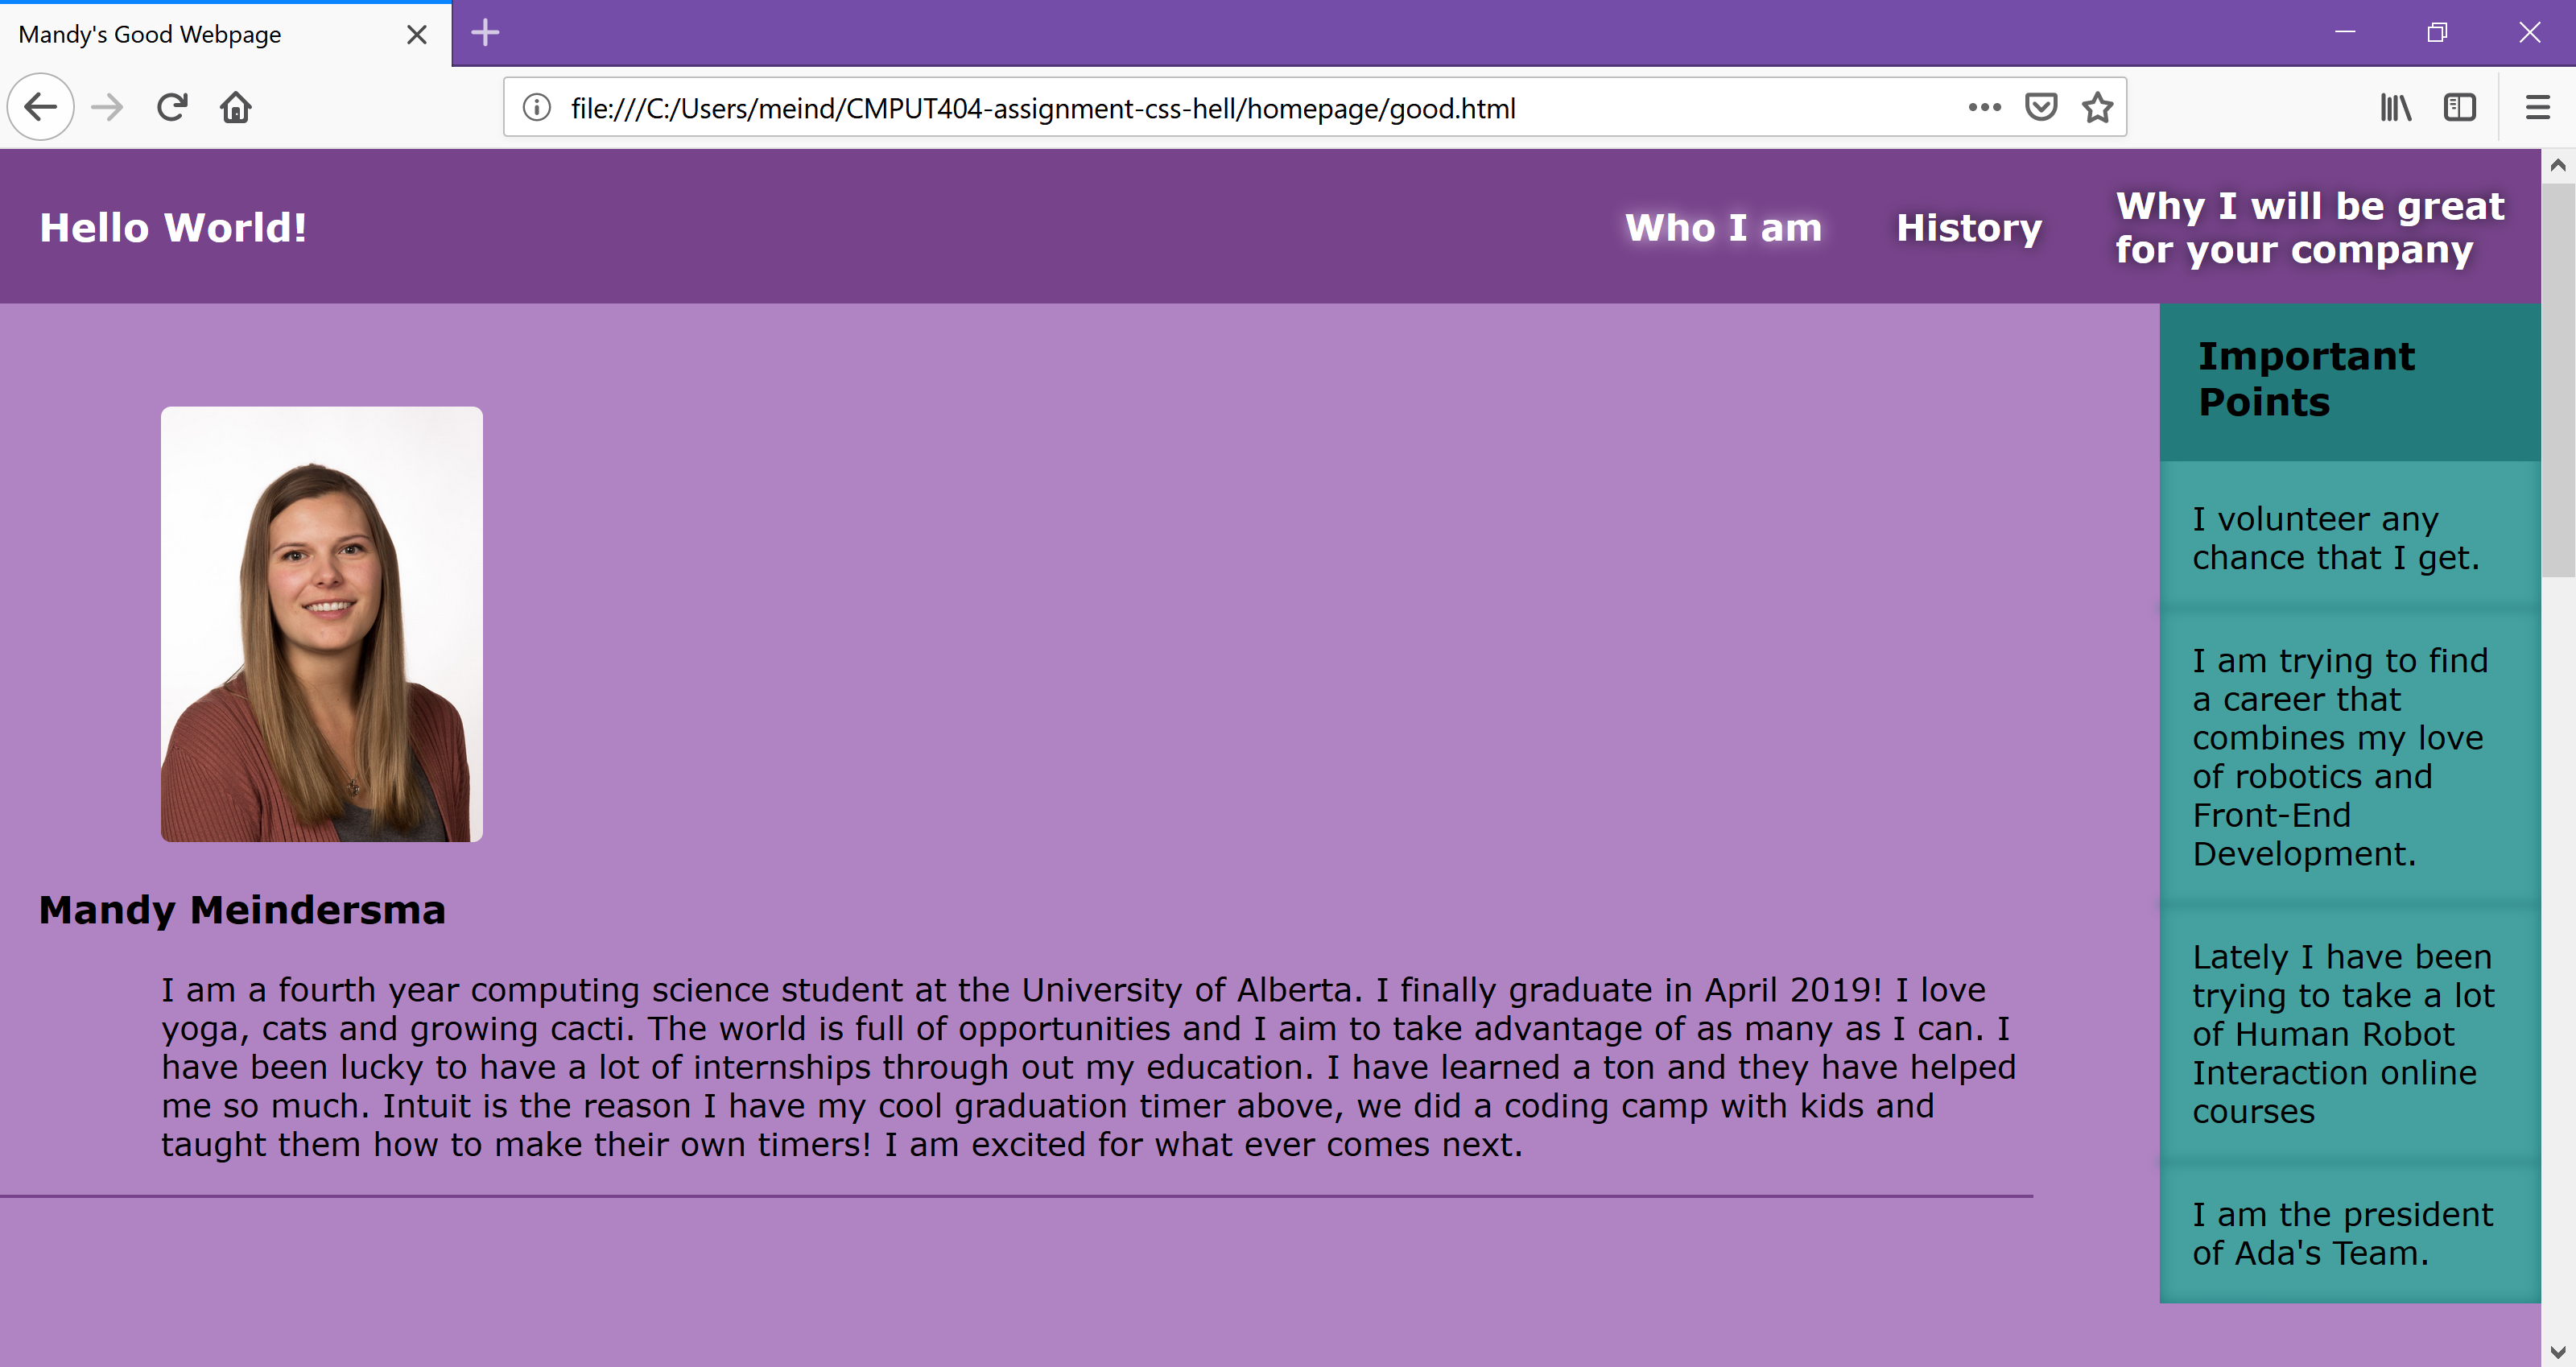 Mandy's Good Webpage
file:///C:/Users/meind/CMPUT404-assignment-css-hell/homepage/good.html
Hello World!
Who I am
History
Why I will be great
for your company
Mandy Meindersma
I am a fourth year computing science student at the University of Alberta. I finally graduate in April 2019! I love
yoga, cats and growing cacti. The world is full of opportunities and I aim to take advantage of as many as I can. I
have been lucky to have a lot of internships through out my education. I have learned a ton and they have helped
me so much. Intuit is the reason I have my cool graduation timer above, we did a coding camp with kids and
taught them how to make their own timers! I am excited for what ever comes next.
Important
Points
I volunteer any
chance that I get.
I am trying to find
a career that
combines my love
of robotics and
Front-End
Development.
Lately I have been
trying to take a lot
of Human Robot
Interaction online
courses
I am the president
of Ada's Team.